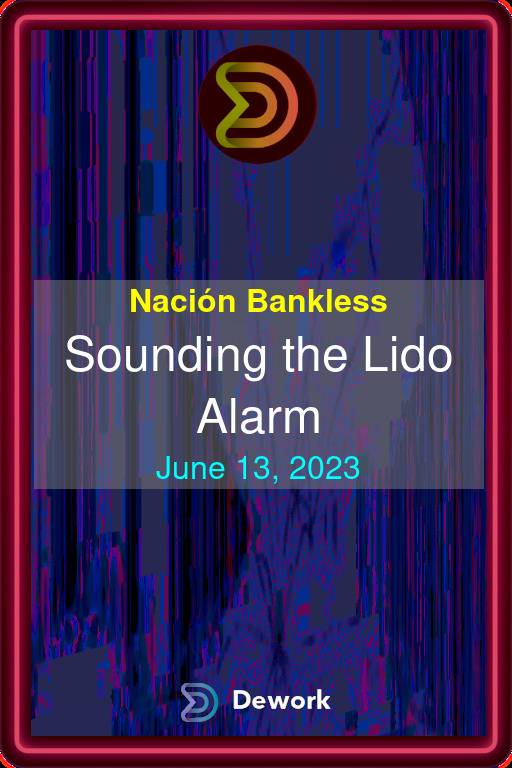 Nación Bankless
Sounding the Lido
Alarm
June 13, 2023
Dework